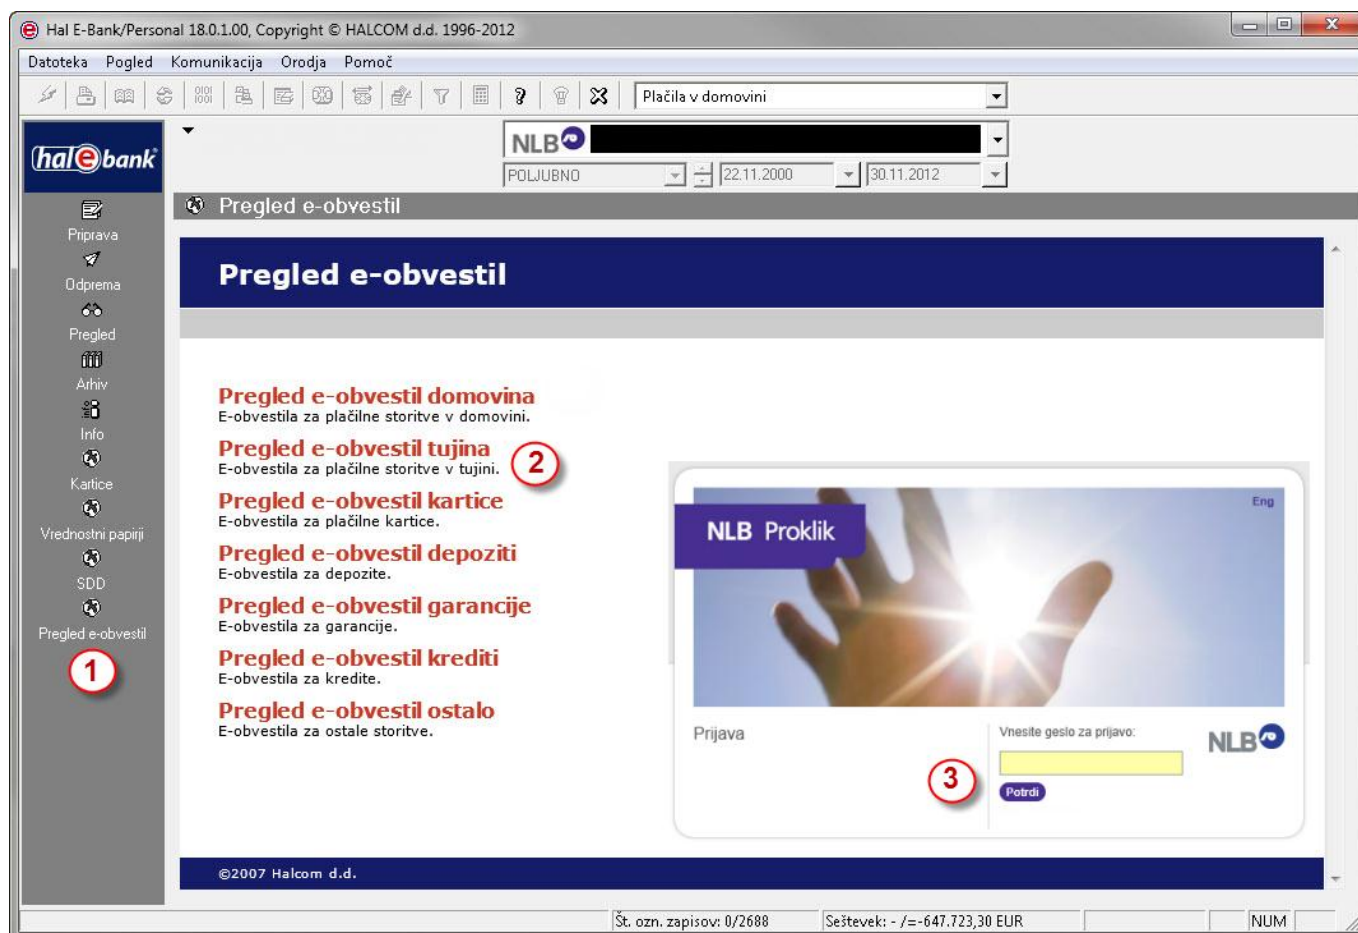 Hal E-Bank/Personal 18.0.1.00, Copyright © HALCOM d.d. 1996-2012
Datoteka Pogled Komunikacija Orodja Pomoč
Plačila v domovini
hal e bank
NLB
POLJUBNO 22.11.2000 30.11.2012
Pregled e-obvestil
Priprava
Odprema
Pregled
Arhiv
Info
Kartice
Vrednostni papirji
SDD
Pregled e-obvestil
1
Pregled e-obvestil
Pregled e-obvestil domovina
E-obvestila za plačilne storitve v domovini.
Pregled e-obvestil tujina
E-obvestila za plačilne storitve v tujini.
2
Pregled e-obvestil kartice
E-obvestila za plačilne kartice.
Pregled e-obvestil depoziti
E-obvestila za depozite.
Pregled e-obvestil garancije
E-obvestila za garancije.
Pregled e-obvestil krediti
E-obvestila za kredite.
Pregled e-obvestil ostalo
E-obvestila za ostale storitve.
Eng
NLB Proklik
Prijava
Vnesite geslo za prijavo:
NLB
3
Potrdi
©2007 Halcom d.d.
Št. ozn. zapisov: 0/2688 Seštevek: - /=-647.723,30 EUR NUM